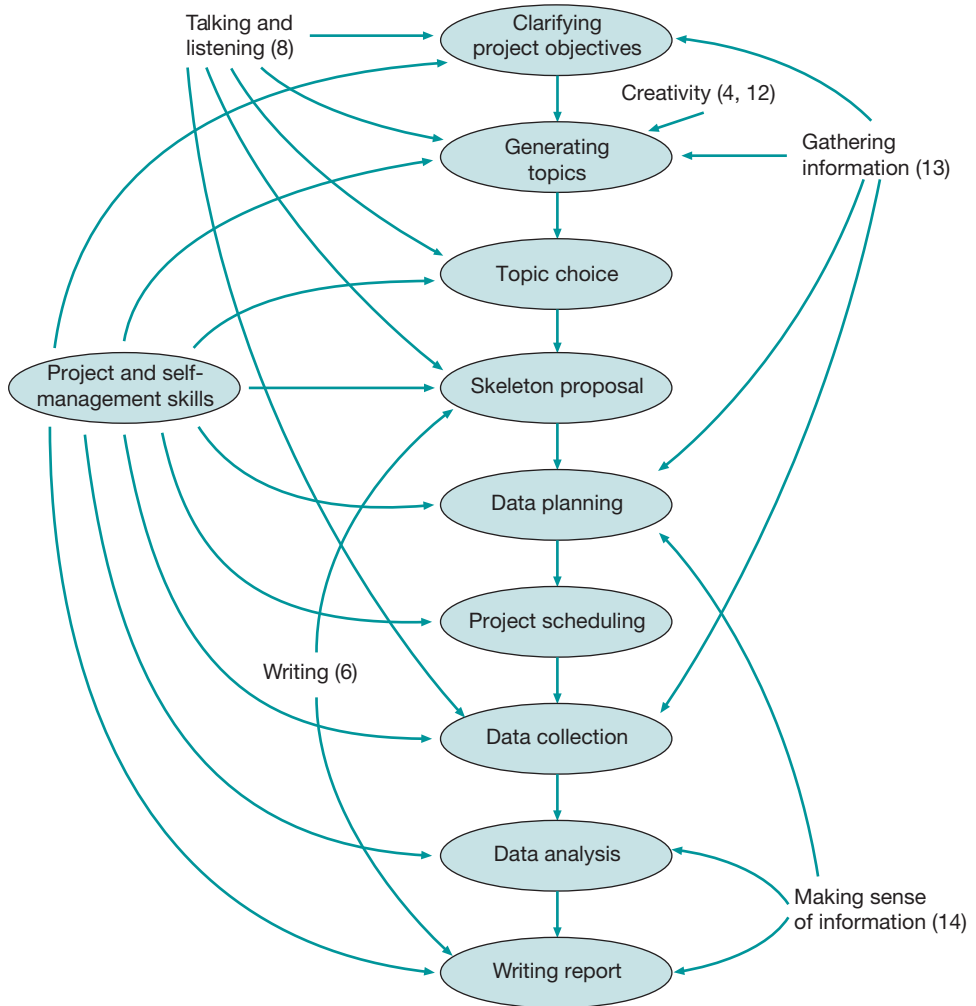 Talking and
listening (8)
Clarifying
project objectives
Creativity (4, 12)
Generating
topics
Gathering
information (13)
Topic choice
Project and self-
management skills
Skeleton proposal
Data planning
Project scheduling
Writing (6)
Data collection
Data analysis
Making sense
of information (14)
Writing report